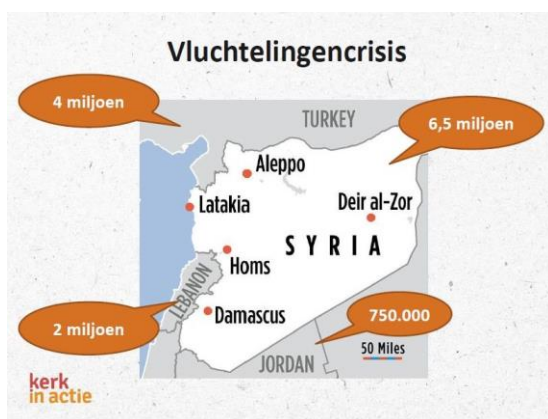 Vluchtelingencrisis
4 miljoen
TURKEY
6,5 miljoen
Aleppo
Latakia
Deir al-Zor
SYRIA
Homs
LEBANON
2 miljoen
Damascus
750.000
50 Miles
JORDAN
kerk
in actie